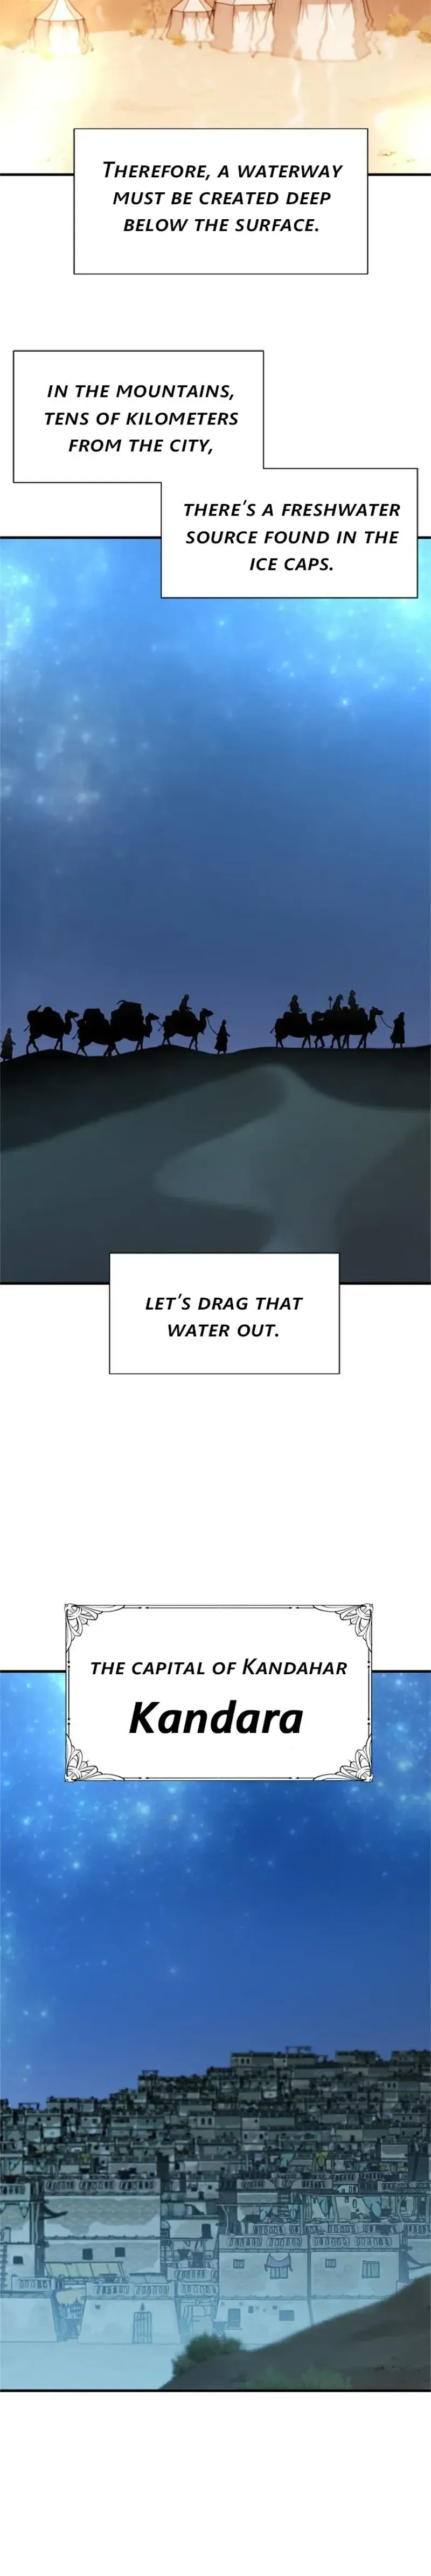 THEREFORE, A WATERWAY
MUST BE CREATED DEEP
BELOW THE SURFACE.
IN THE MOUNTAINS,
TENS OF KILOMETERS
FROM THE CITY,
THERE'S A FRESHWATER
SOURCE FOUND IN THE
ICE CAPS.
LET'S DRAG THAT
WATER OUT.
THE CAPITAL OF KANDAHAR
Kandara